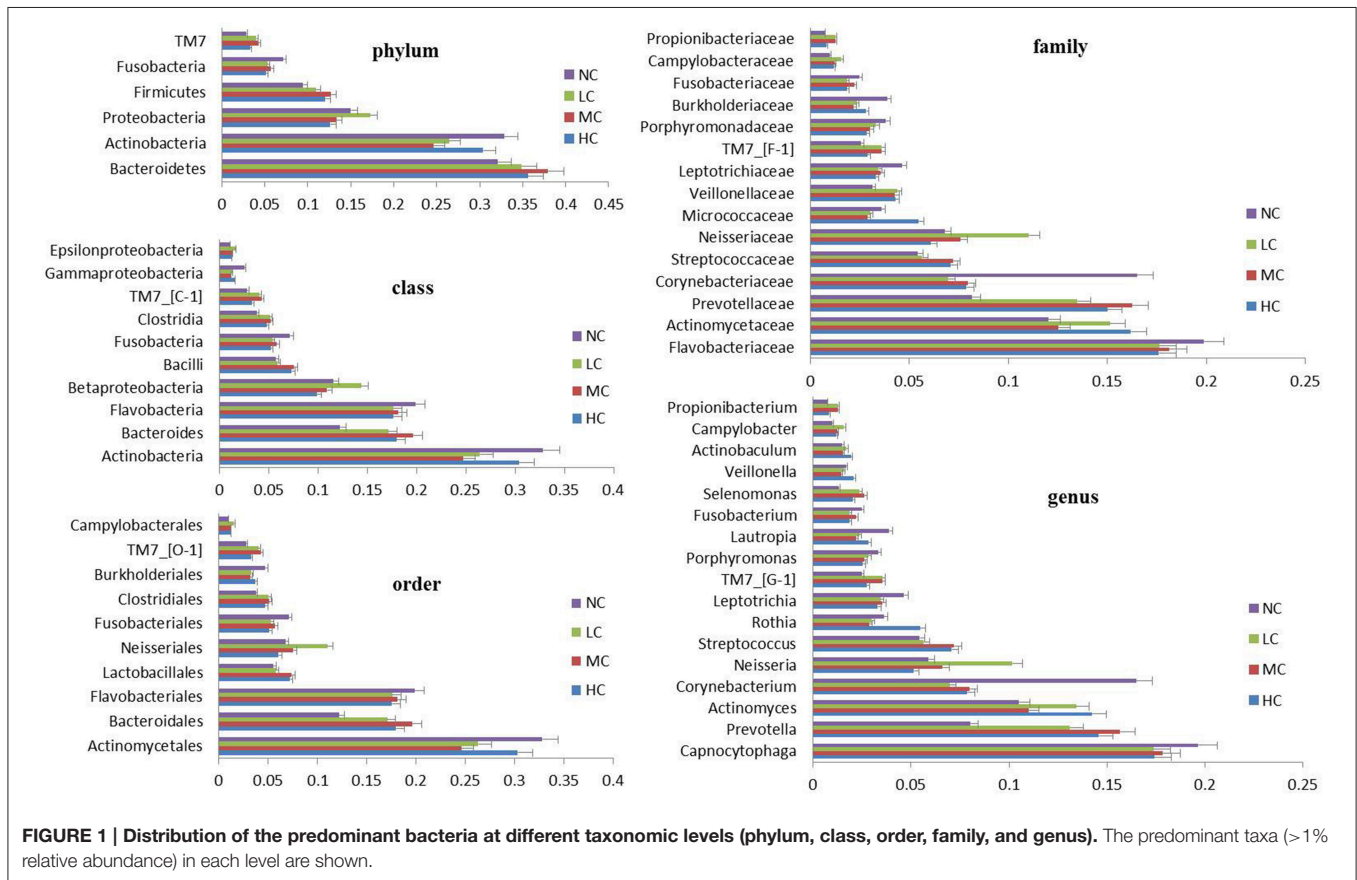 phylum
TM7
Fusobacteria
Firmicutes
Proteobacteria
Actinobacteria
Bacteroidetes
NC
LC
MC
HC
0 0.05 0.1 0.15 0.2 0.25 0.3 0.35 0.4 0.45
class
Epsilonproteobacteria
Gammaproteobacteria
TM7_[C-1]
Clostridia
Fusobacteria
Bacilli
Betaproteobacteria
Flavobacteria
Bacteroides
Actinobacteria
NC
LC
MC
HC
0 0.05 0.1 0.15 0.2 0.25 0.3 0.35 0.4
order
Campylobacterales
TM7_[O-1]
Burkholderiales
Clostridiales
Fusobacteriales
Neisseriales
Lactobacillales
Flavobacteriales
Bacteroidales
Actinomycetales
NC
LC
MC
HC
0 0.05 0.1 0.15 0.2 0.25 0.3 0.35 0.4
family
Propionibacteriaceae
Campylobacteraceae
Fusobacteriaceae
Burkholderiaceae
Porphyromonadaceae
TM7_[F-1]
Leptotrichiaceae
Veillonellaceae
Micrococcaceae
Neisseriaceae
Streptococcaceae
Corynebacteriaceae
Prevotellaceae
Actinomycetaceae
Flavobacteriaceae
NC
LC
MC
HC
0 0.05 0.1 0.15 0.2 0.25
genus
Propionibacterium
Campylobacter
Actinobaculum
Veillonella
Selenomonas
Fusobacterium
Lautropia
Porphyromonas
TM7_[G-1]
Leptotrichia
Rothia
Streptococcus
Neisseria
Corynebacterium
Actinomyces
Prevotella
Capnocytophaga
NC
LC
MC
HC
0 0.05 0.1 0.15 0.2 0.25
FIGURE 1 | Distribution of the predominant bacteria at different taxonomic levels (phylum, class, order, family, and genus). The predominant taxa (>1%
relative abundance) in each level are shown.